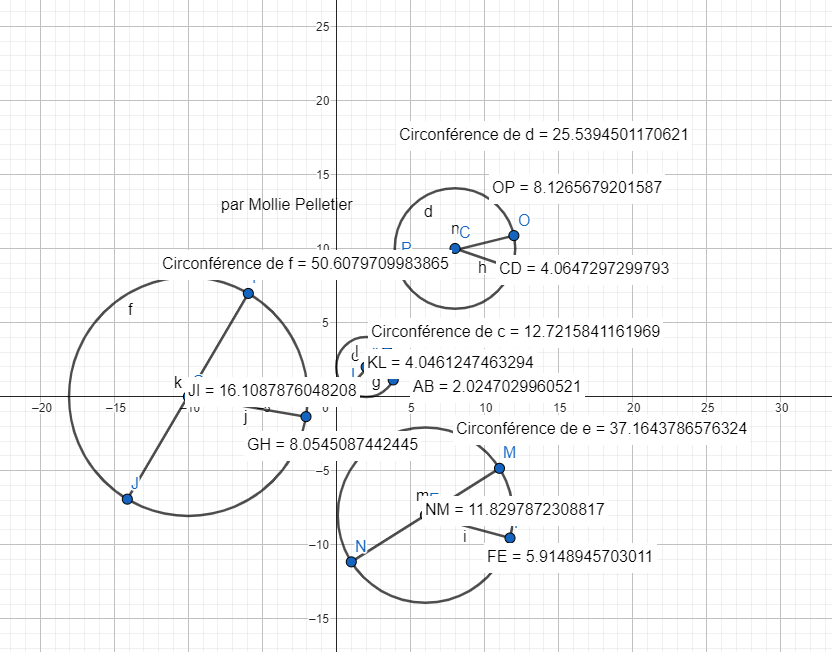 25
20
Circonférence de d = 25.5394501170621
15
OP = 8.1265679201587
par Mollie Pelletier
d
O
n
C
10
Circonférence de f = 50.6079709983865
h
CD = 4.0647297299793
f
5
Circonférence de c = 12.7215841161969
KL = 4.0461247463294
k
JI = 16.1087876048208
g
AB = 2.0247029960521
−20
−15
0
5
10
15
20
25
30
j
Circonférence de e = 37.1643786576324
GH = 8.0545087442445
M
−5
J
m
NM = 11.8297872308817
i
−10
N
FE = 5.9148945703011
−15